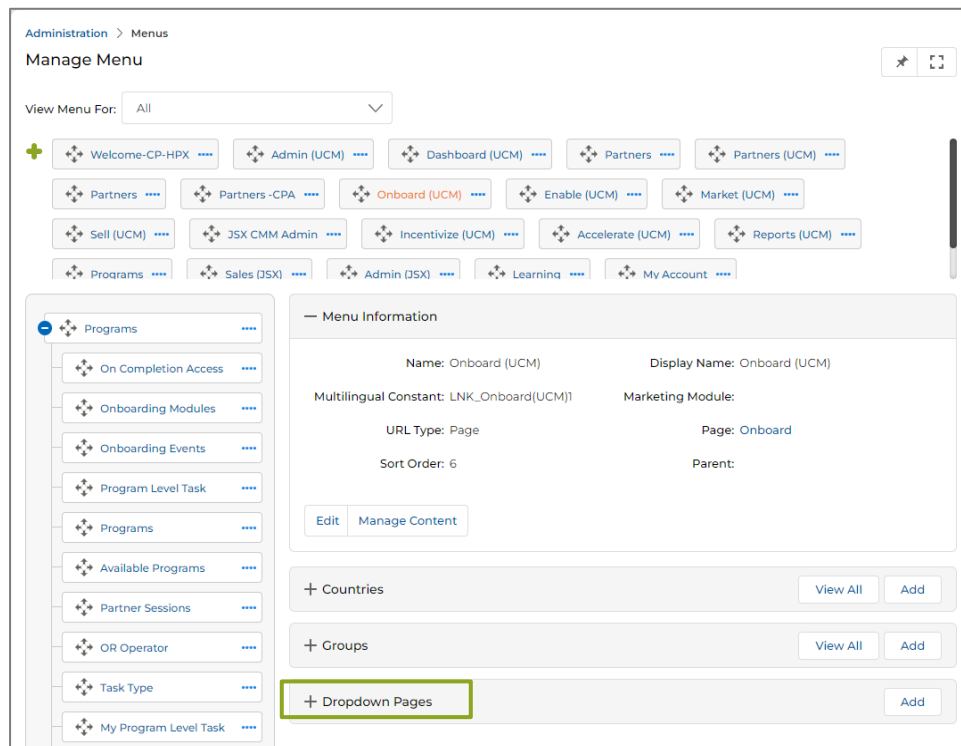 Administration > Menus
Manage Menu
View Menu For: All
Welcome-CP-HPX Admin (UCM) Dashboard (UCM) Partners Partners (UCM)
Partners Partners -CPA Onboard (UCM) Enable (UCM) Market (UCM)
Sell (UCM) JSX CMM Admin Incentivize (UCM) Accelerate (UCM) Reports (UCM)
Programs Sales (JSX) Admin (JSX) Learning My Account
Programs
On Completion Access
Onboarding Modules
Onboarding Events
Program Level Task
Programs
Available Programs
Partner Sessions
OR Operator
Task Type
My Program Level Task
Menu Information
Name: Onboard (UCM) Display Name: Onboard (UCM)
Multilingual Constant: LNK_Onboard(UCM)1 Marketing Module:
URL Type: Page Page: Onboard
Sort Order: 6 Parent:
Edit Manage Content
Countries View All Add
Groups View All Add
Dropdown Pages Add